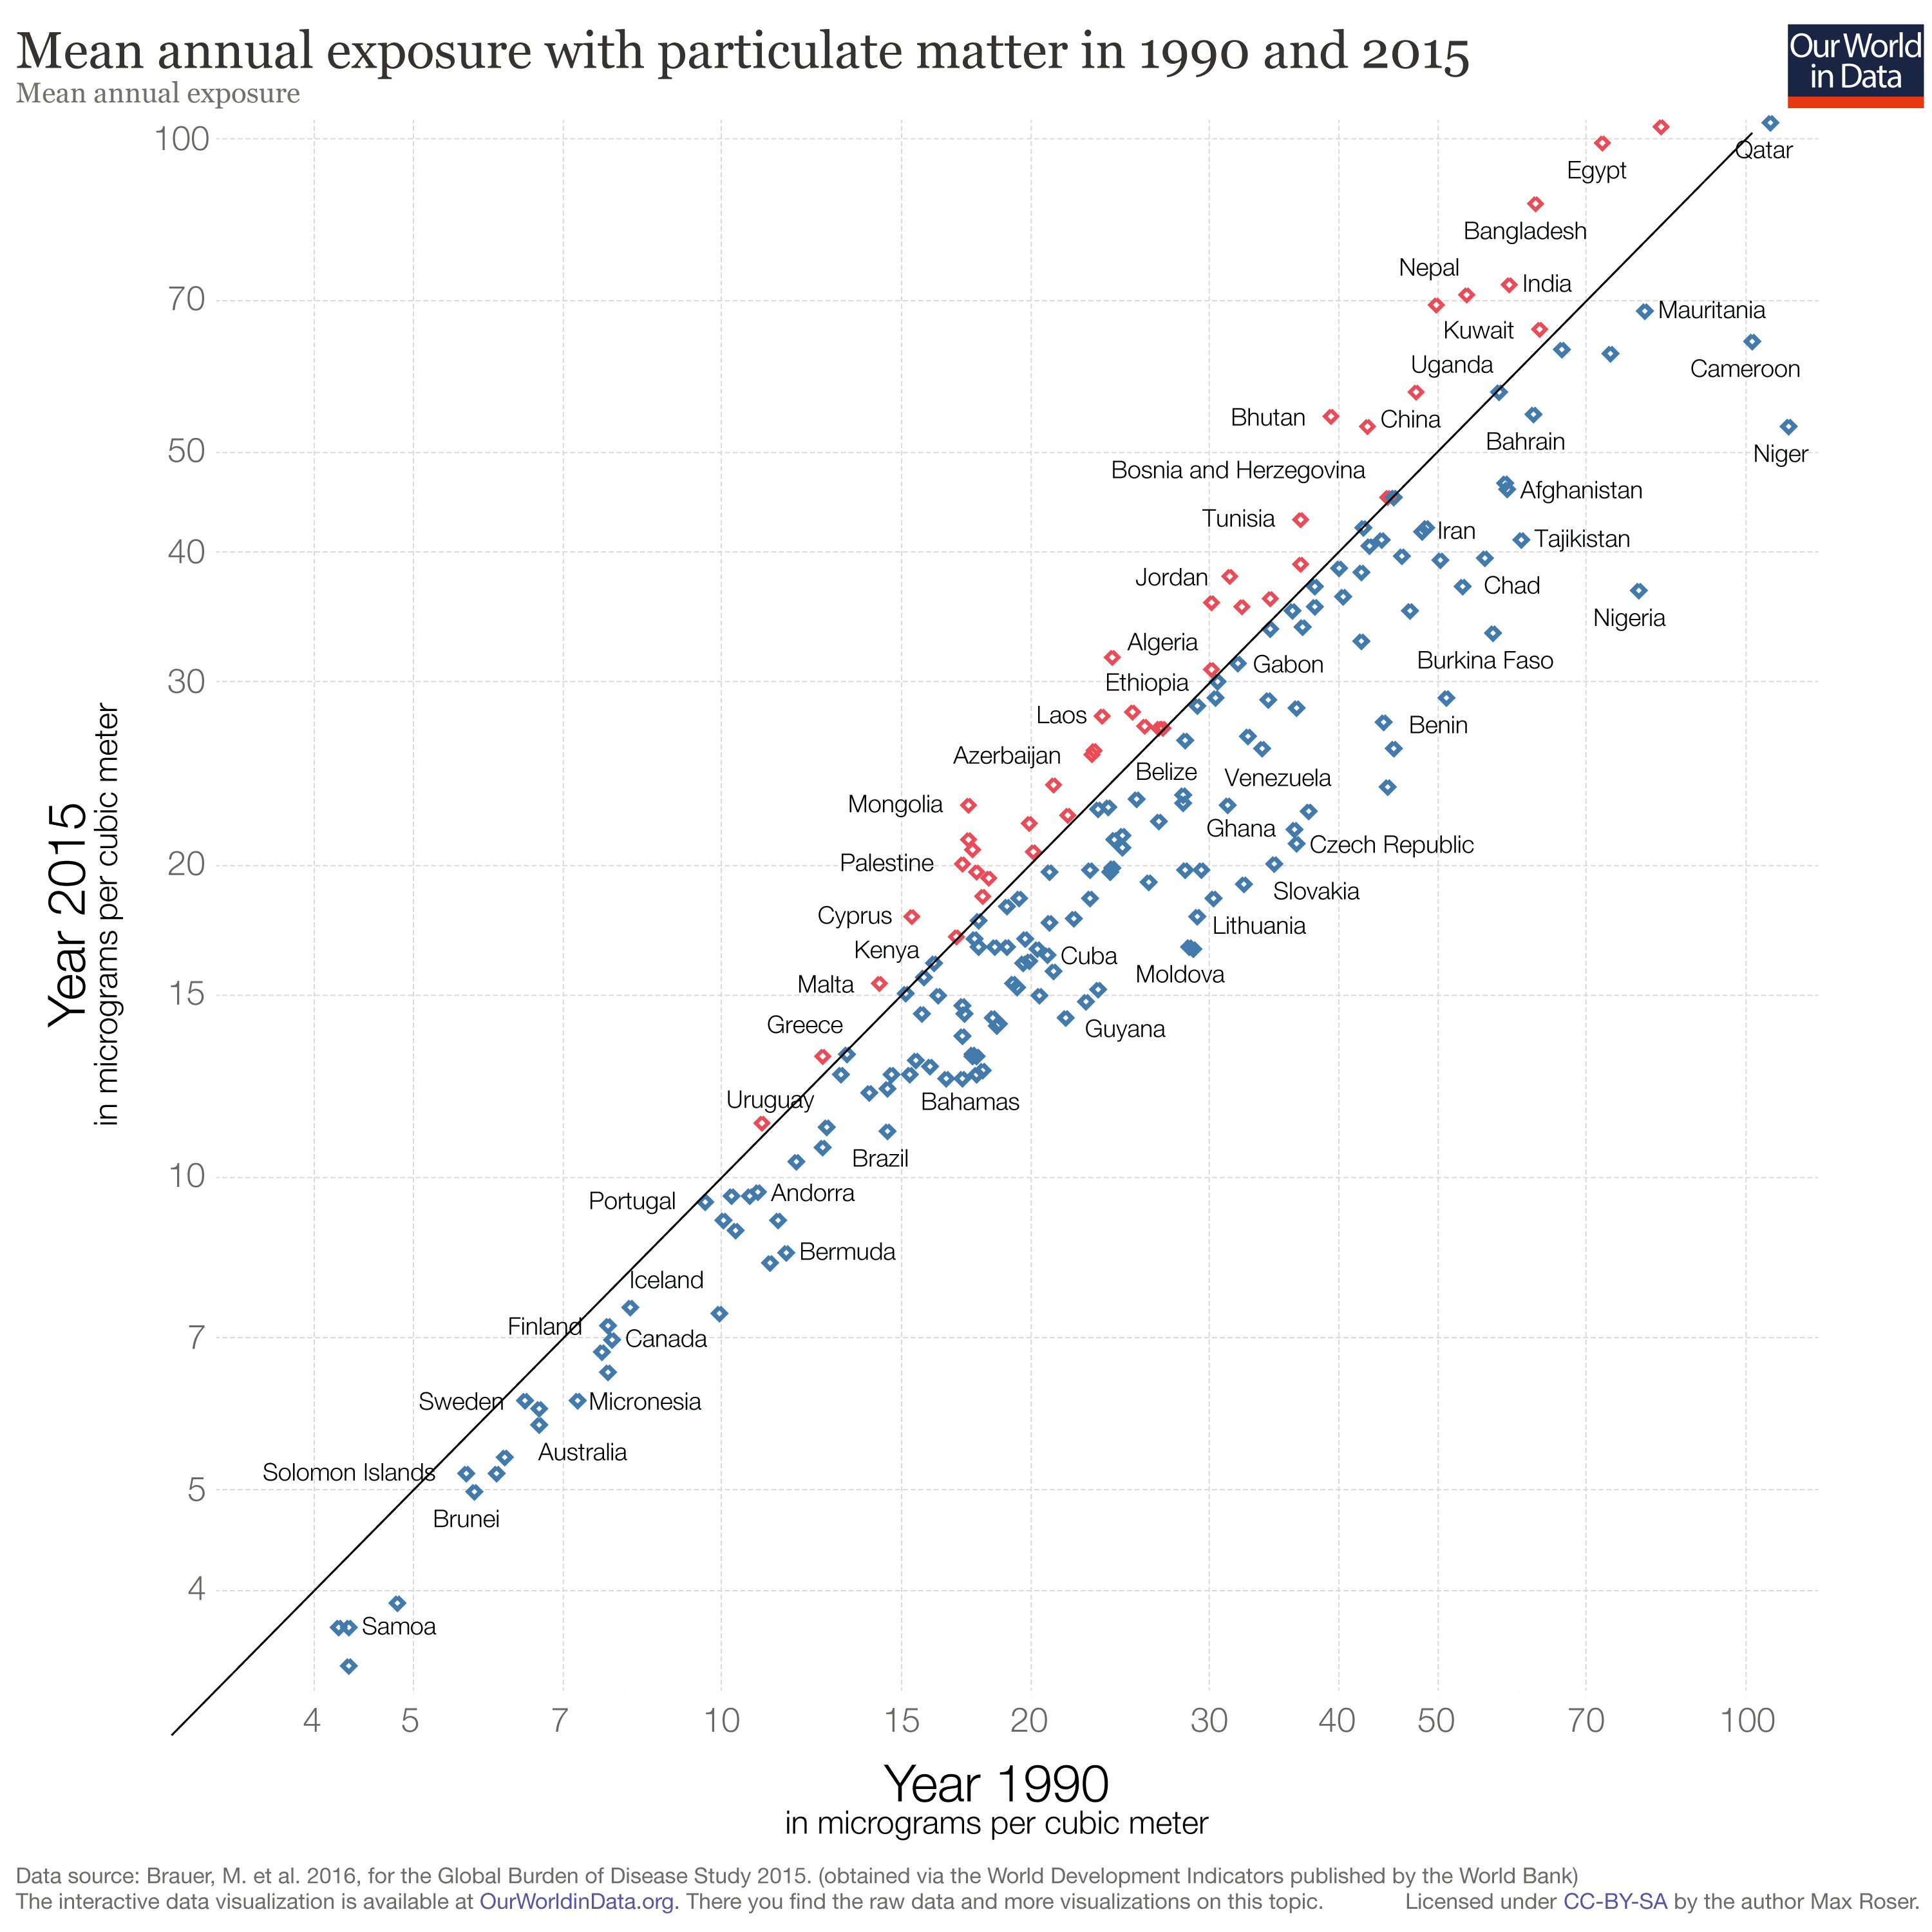 Mean annual exposure with particulate matter in 1990 and 2015
Mean annual exposure
Our World
in Data
100
70
50
40
30
20
15
10
7
5
4
Year 2015
in micrograms per cubic meter
Qatar
Egypt
Bangladesh
Nepal
India
Mauritania
Kuwait
Uganda
Cameroon
Bhutan
China
Bahrain
Niger
Bosnia and Herzegovina
Afghanistan
Tunisia
Iran
Tajikistan
Jordan
Chad
Nigeria
Algeria
Gabon
Burkina Faso
Ethiopia
Laos
Benin
Azerbaijan
Belize
Venezuela
Mongolia
Ghana
Czech Republic
Palestine
Slovakia
Cyprus
Lithuania
Kenya
Cuba
Moldova
Malta
Greece
Guyana
Uruguay
Bahamas
Brazil
Portugal
Andorra
Bermuda
Iceland
Finland
Canada
Sweden
Micronesia
Australia
Solomon Islands
Brunei
Samoa
4
5
7
10
15
20
30
40
50
70
100
Year 1990
in micrograms per cubic meter
Data source: Brauer, M. et al. 2016, for the Global Burden of Disease Study 2015. (obtained via the World Development Indicators published by the World Bank)
The interactive data visualization is available at OurWorldinData.org. There you find the raw data and more visualizations on this topic.
Licensed under CC-BY-SA by the author Max Roser.